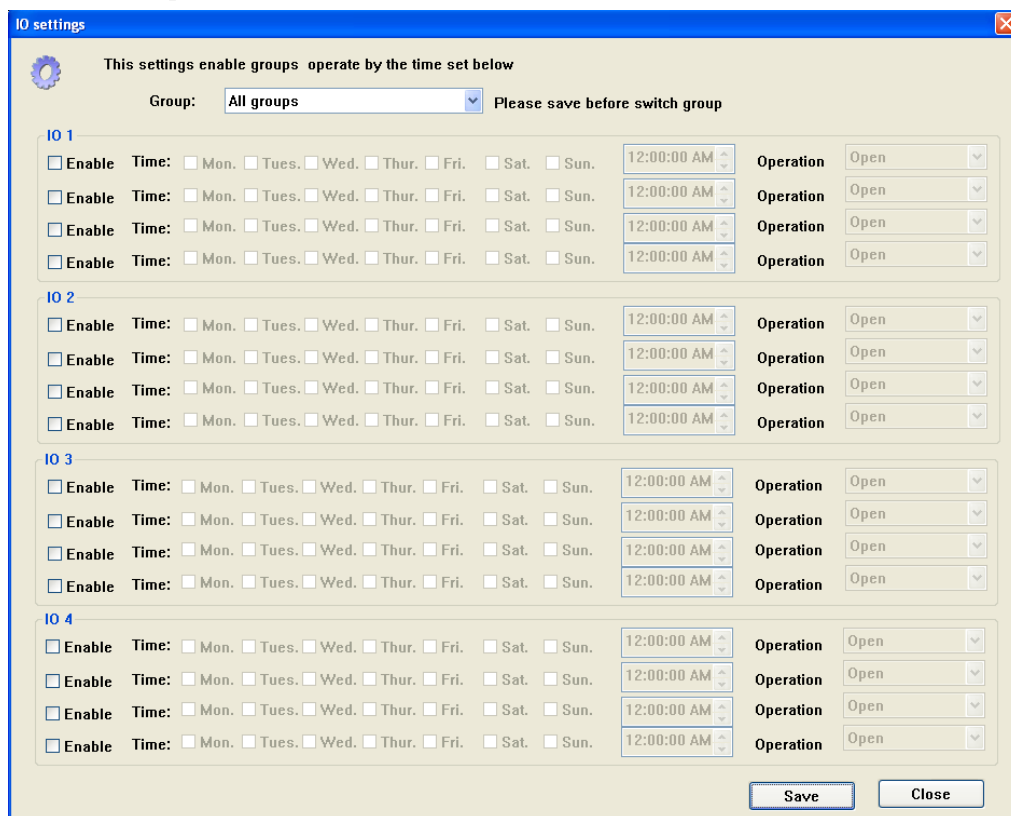 IO settings
This settings enable groups operate by the time set below
Group: All groups Please save before switch group
IO 1
Enable Time: Mon. Tues. Wed. Thur. Fri. Sat. Sun. 12:00:00 AM Operation Open
Enable Time: Mon. Tues. Wed. Thur. Fri. Sat. Sun. 12:00:00 AM Operation Open
Enable Time: Mon. Tues. Wed. Thur. Fri. Sat. Sun. 12:00:00 AM Operation Open
Enable Time: Mon. Tues. Wed. Thur. Fri. Sat. Sun. 12:00:00 AM Operation Open
IO 2
Enable Time: Mon. Tues. Wed. Thur. Fri. Sat. Sun. 12:00:00 AM Operation Open
Enable Time: Mon. Tues. Wed. Thur. Fri. Sat. Sun. 12:00:00 AM Operation Open
Enable Time: Mon. Tues. Wed. Thur. Fri. Sat. Sun. 12:00:00 AM Operation Open
Enable Time: Mon. Tues. Wed. Thur. Fri. Sat. Sun. 12:00:00 AM Operation Open
IO 3
Enable Time: Mon. Tues. Wed. Thur. Fri. Sat. Sun. 12:00:00 AM Operation Open
Enable Time: Mon. Tues. Wed. Thur. Fri. Sat. Sun. 12:00:00 AM Operation Open
Enable Time: Mon. Tues. Wed. Thur. Fri. Sat. Sun. 12:00:00 AM Operation Open
Enable Time: Mon. Tues. Wed. Thur. Fri. Sat. Sun. 12:00:00 AM Operation Open
IO 4
Enable Time: Mon. Tues. Wed. Thur. Fri. Sat. Sun. 12:00:00 AM Operation Open
Enable Time: Mon. Tues. Wed. Thur. Fri. Sat. Sun. 12:00:00 AM Operation Open
Enable Time: Mon. Tues. Wed. Thur. Fri. Sat. Sun. 12:00:00 AM Operation Open
Enable Time: Mon. Tues. Wed. Thur. Fri. Sat. Sun. 12:00:00 AM Operation Open
Save Close